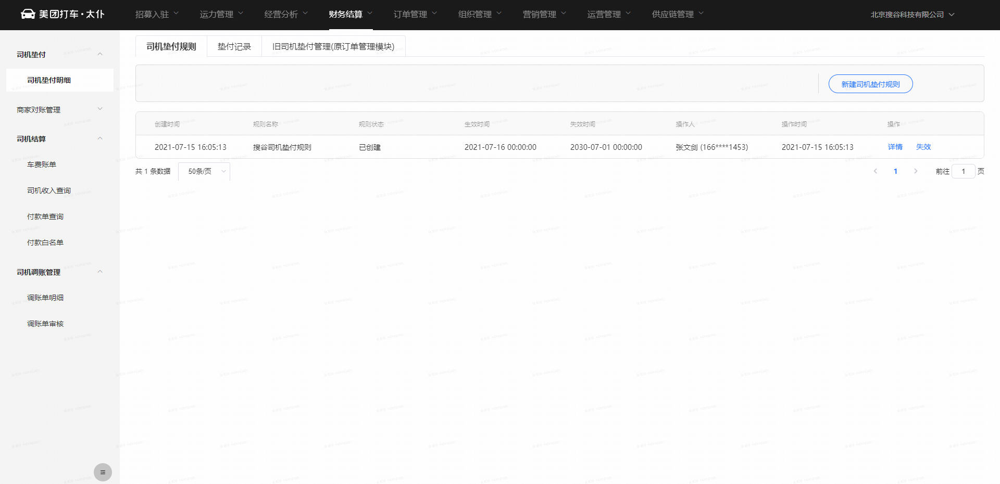 美团打车·太仆
招募入驻 运力管理 经营分析 财务结算 订单管理 组织管理 营销管理 运营管理 供应链管理 北京搜谷科技有限公司
司机垫付
司机垫付明细
商家对账管理
司机结算
车费账单
司机收入查询
付款单查询
付款白名单
司机调账管理
调账单明细
调账单审核
司机垫付规则 垫付记录 旧司机垫付管理(原订单管理模块)
新建司机垫付规则
创建时间 规则名称 规则状态 生效时间 失效时间 操作人 操作时间 操作
2021-07-15 16:05:13 搜谷司机垫付规则 已创建 2021-07-16 00:00:00 2030-07-01 00:00:00 张文剑 (166****1453) 2021-07-15 16:05:13 详情 失效
共 1 条数据 50条/页 1 前往 1 页